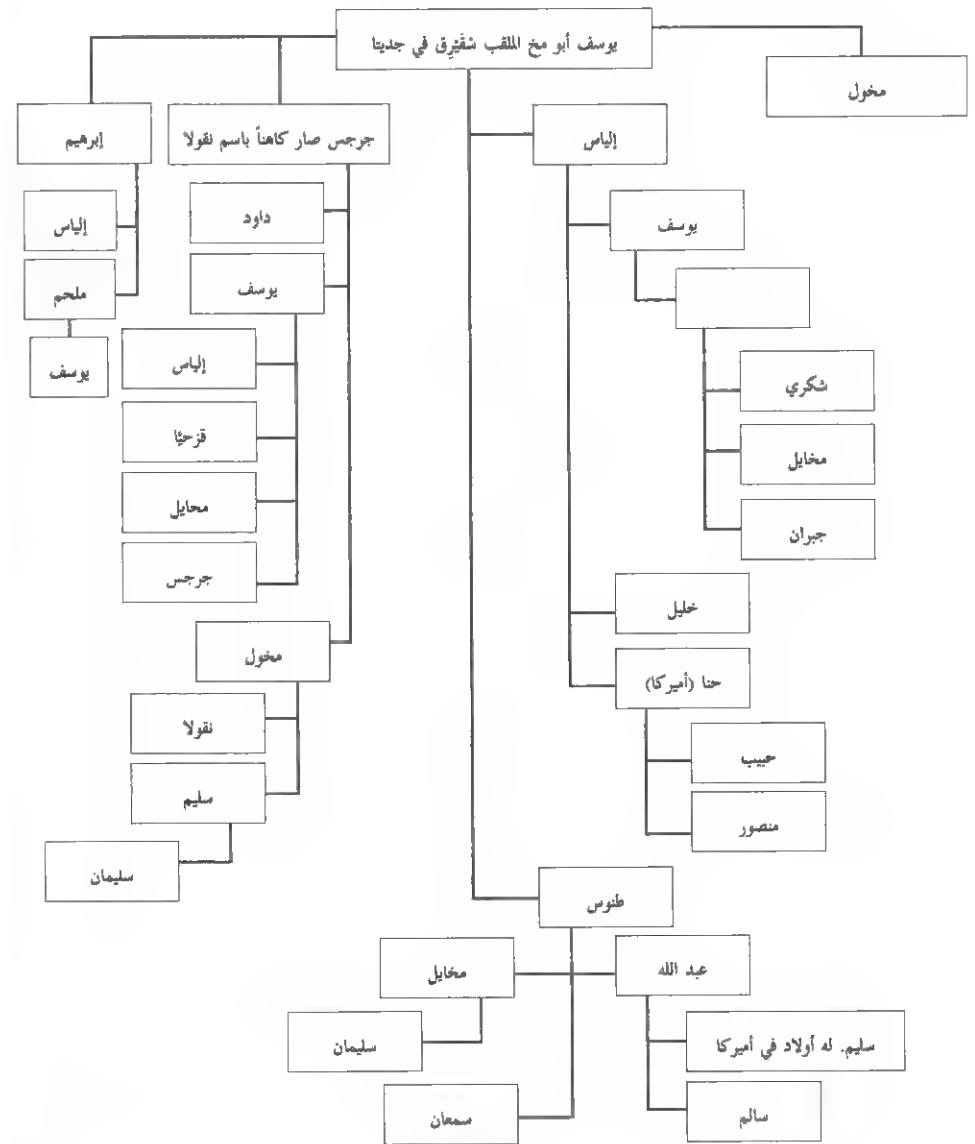 يوسف أبو مخ الملقب شقَيْرِق في جديتا
مخول
إلياس
يوسف
شكري
مخايل
جبران
خليل
حنا (أميركا)
حبيب
منصور
طنوس
عبد الله
سليم. له أولاد في أميركا
سالم
مخايل
سليمان
سمعان
جرجس صار كاهناً باسم نقولا
داود
يوسف
إلياس
قزحيّا
محايل
جرجس
مخول
نقولا
سليم
سليمان
إبرهيم
إلياس
ملحم
يوسف